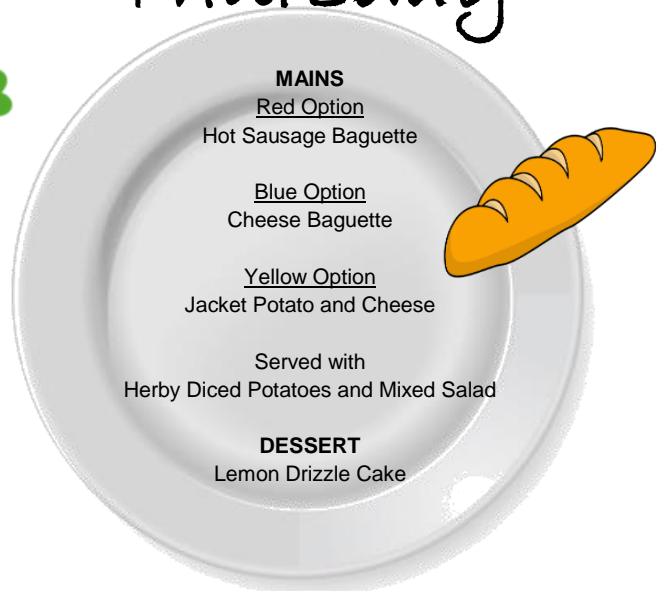 Thursday
MAINS
Red Option
Hot Sausage Baguette
Blue Option
Cheese Baguette
Yellow Option
Jacket Potato and Cheese
Served with
Herby Diced Potatoes and Mixed Salad
DESSERT
Lemon Drizzle Cake